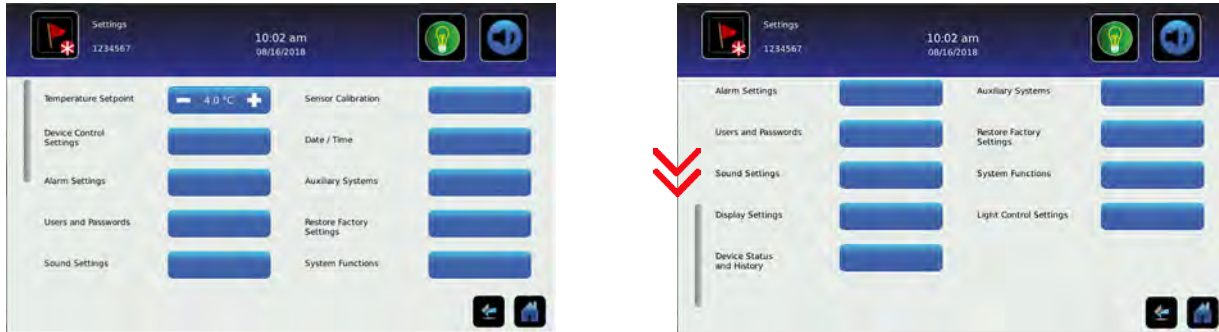 Settings
1234567
10:02 am
08/16/2018
Temperature Setpoint
4.0 °C
Sensor Calibration
Device Control
Settings
Date / Time
Alarm Settings
Auxiliary Systems
Users and Passwords
Restore Factory
Settings
Sound Settings
System Functions
Settings
1234567
10:02 am
08/16/2018
Alarm Settings
Auxiliary Systems
Users and Passwords
Restore Factory
Settings
Sound Settings
System Functions
Display Settings
Light Control Settings
Device Status
and History